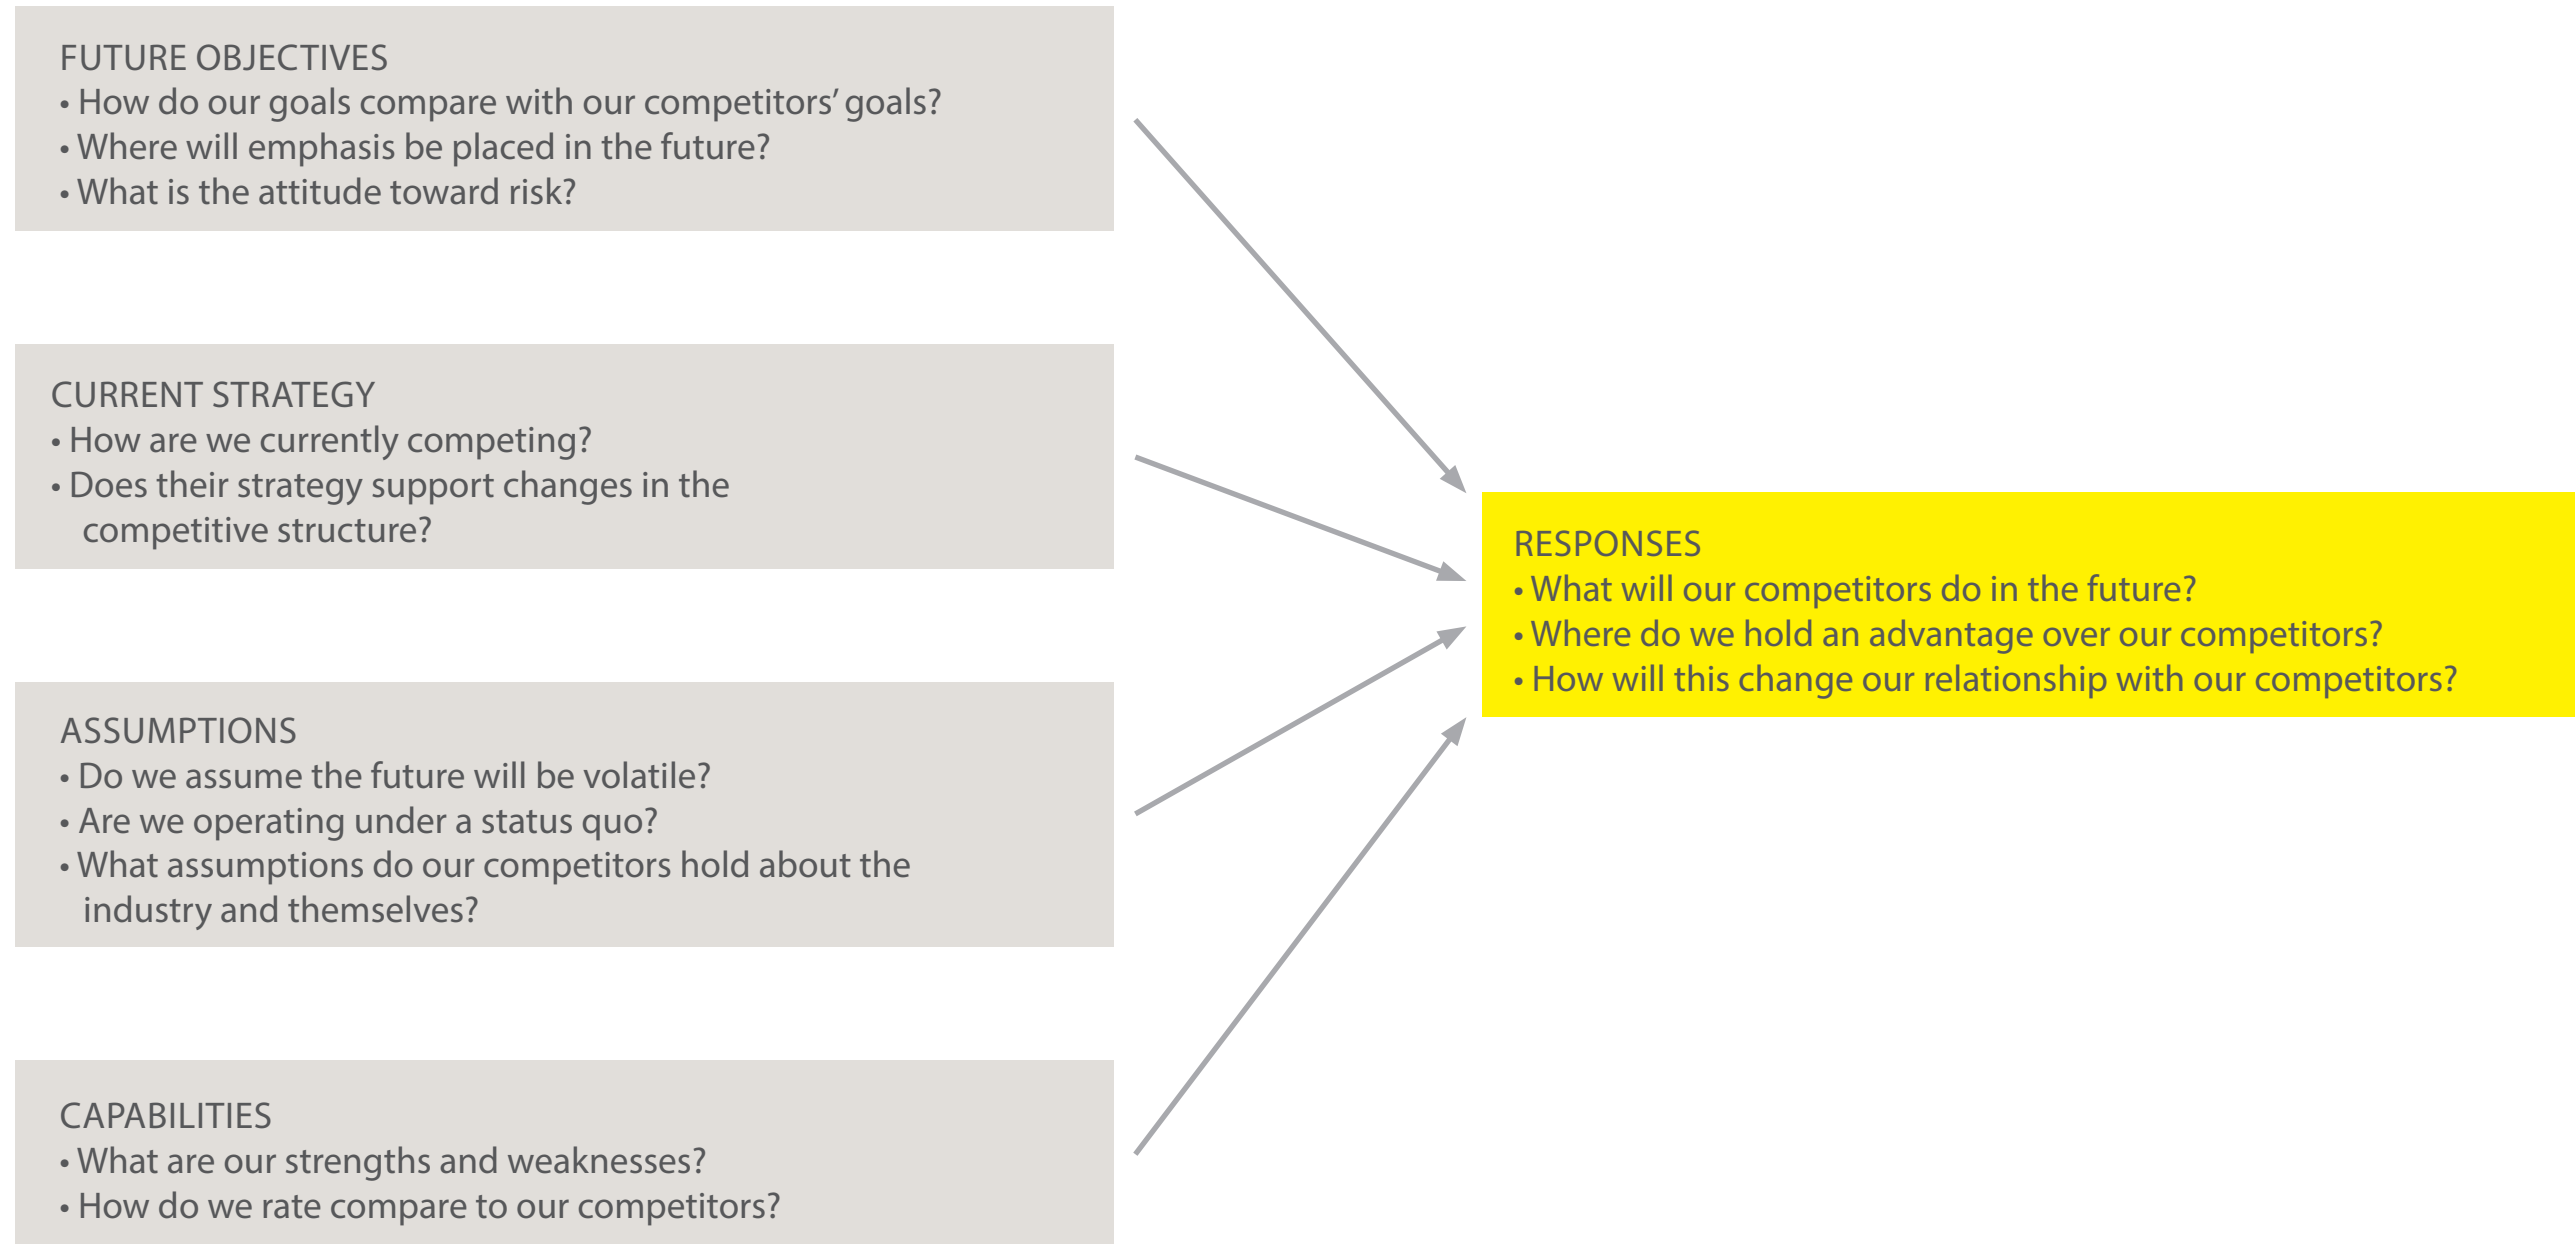 FUTURE OBJECTIVES
• How do our goals compare with our competitors’ goals?
• Where will emphasis be placed in the future?
• What is the attitude toward risk?
CURRENT STRATEGY
• How are we currently competing?
• Does their strategy support changes in the
competitive structure?
ASSUMPTIONS
• Do we assume the future will be volatile?
• Are we operating under a status quo?
• What assumptions do our competitors hold about the
industry and themselves?
CAPABILITIES
• What are our strengths and weaknesses?
• How do we rate compare to our competitors?
RESPONSES
• What will our competitors do in the future?
• Where do we hold an advantage over our competitors?
• How will this change our relationship with our competitors?